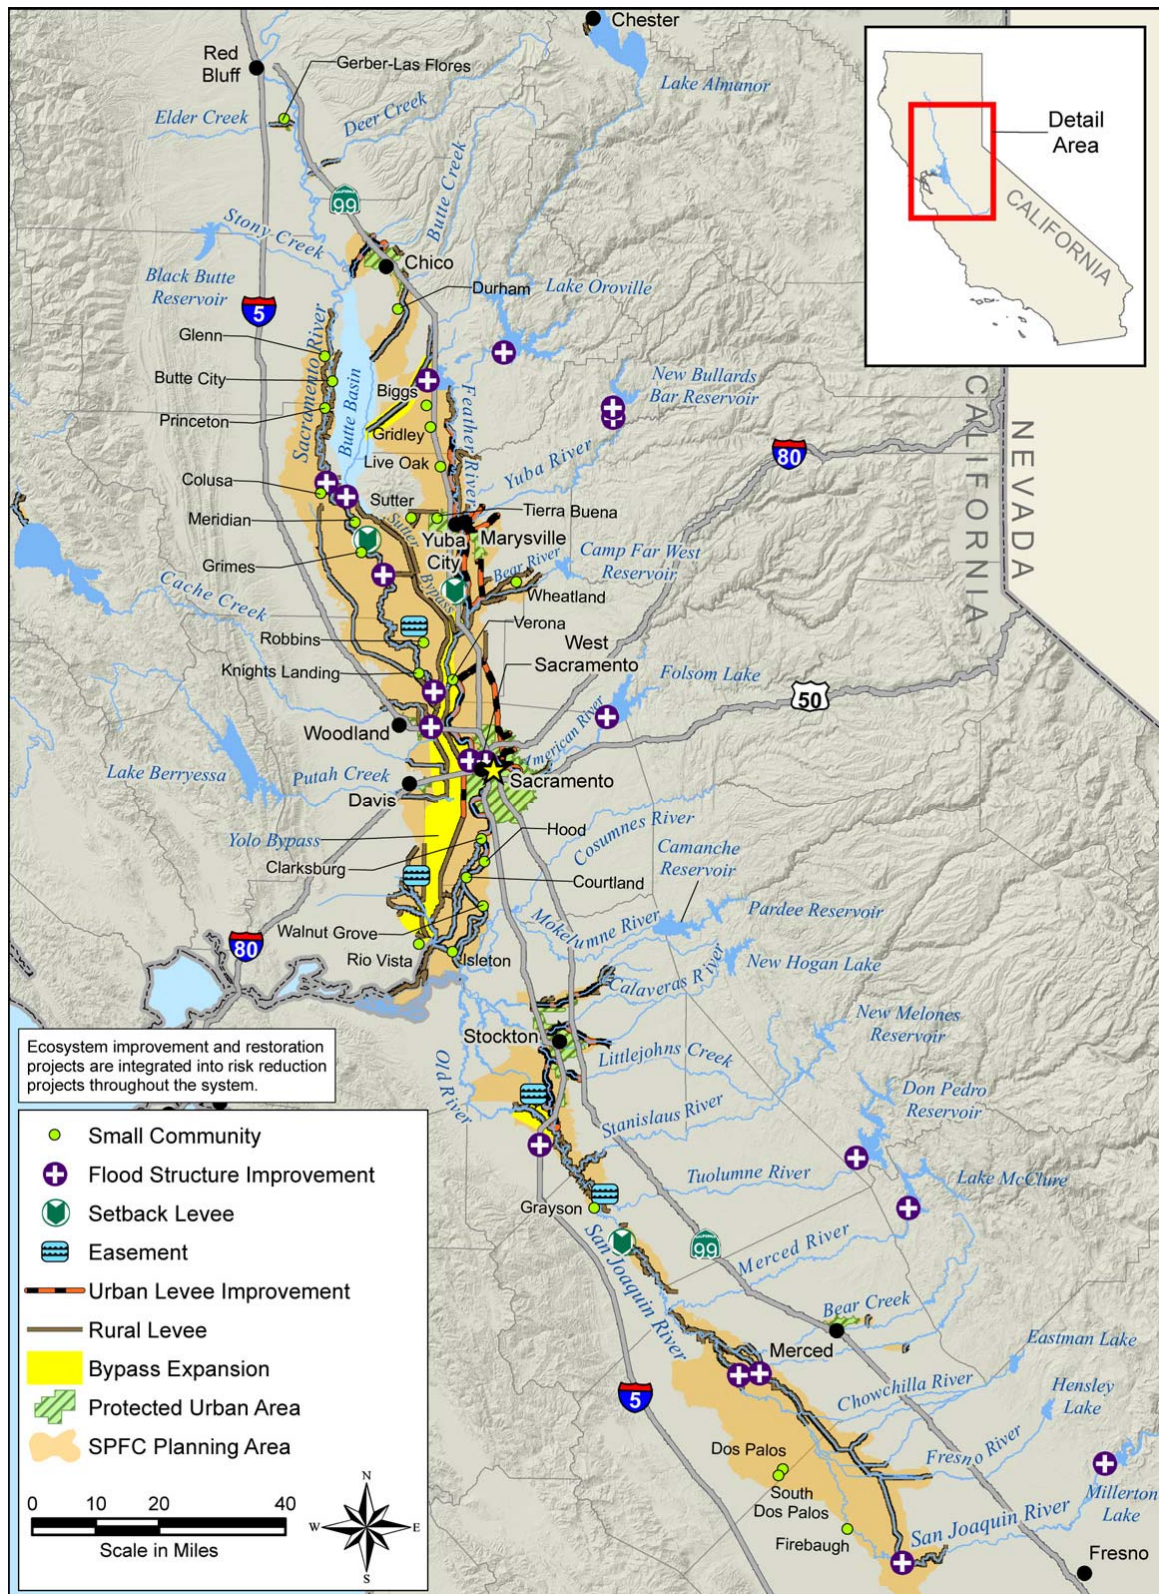 Chester
Red
Bluff
Gerber-Las Flores
Lake Almanor
Elder Creek
Deer Creek
Detail
Area
CALIFORNIA
CALIFORNIA
99
Butte Creek
Stony Creek
Chico
Black Butte
Reservoir
Durham
Lake Oroville
5
Glenn
Sacramento River
Butte City
Butte Basin
Biggs
Feather River
New Bullards
Bar Reservoir
CALIFORNIA
NEVADA
Princeton
Gridley
Live Oak
Yuba River
80
Colusa
Sutter
Tierra Buena
Meridian
Sutter
Bypass
Yuba
City
Marysville
Grimes
Bear River
Camp Far West
Reservoir
Cache Creek
Wheatland
Robbins
Verona
West
Sacramento
Knights Landing
Folsom Lake
50
Woodland
American River
Lake Berryessa
Putah Creek
Davis
Sacramento
Yolo Bypass
Hood
Cosumnes River
Clarksburg
Camanche
Reservoir
Courtland
Pardee Reservoir
Walnut Grove
Mokelumne River
80
Rio Vista
Isleton
New Hogan Lake
Calaveras River
New Melones
Reservoir
Stockton
Littlejohns Creek
Old River
Don Pedro
Reservoir
Stanislaus River
Tuolumne River
Lake McClure
Grayson
San Joaquin River
99
Merced River
Bear Creek
Merced
Eastman Lake
5
Chowchilla River
Hensley
Lake
Dos Palos
Fresno River
South
Dos Palos
Millerton
Lake
Firebaugh
San Joaquin River
Fresno
Ecosystem improvement and restoration
projects are integrated into risk reduction
projects throughout the system.
Small Community
Flood Structure Improvement
Setback Levee
Easement
Urban Levee Improvement
Rural Levee
Bypass Expansion
Protected Urban Area
SPFC Planning Area
0 10 20 40
Scale in Miles
N
W
E
S